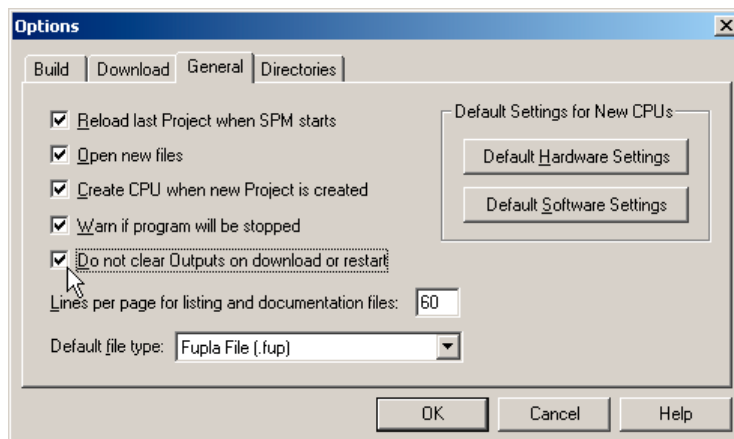 Options
Build Download General Directories
Reload last Project when SPM starts
Open new files
Create CPU when new Project is created
Warn if program will be stopped
Do not clear Outputs on download or restart
Lines per page for listing and documentation files: 60
Default file type: Fupla File (.fup)
Default Settings for New CPUs
Default Hardware Settings
Default Software Settings
OK Cancel Help